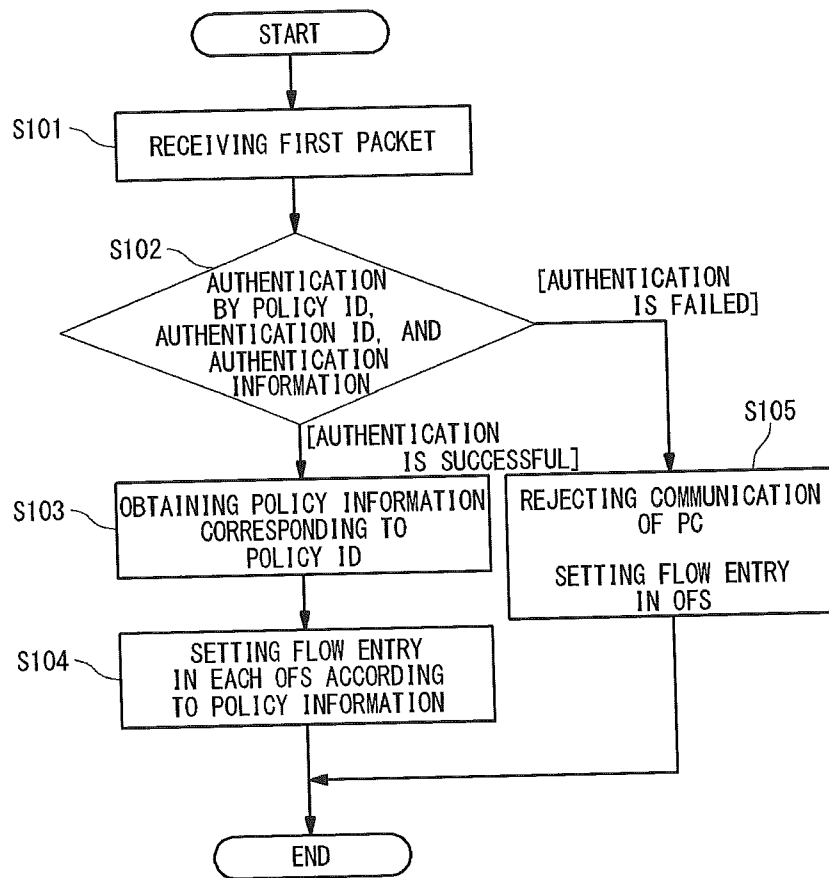 START
S101
RECEIVING FIRST PACKET
S102
AUTHENTICATION
BY POLICY ID,
AUTHENTICATION ID, AND
AUTHENTICATION
INFORMATION
[AUTHENTICATION
IS FAILED]
[AUTHENTICATION
IS SUCCESSFUL]
S103
OBTAINING POLICY INFORMATION
CORRESPONDING TO
POLICY ID
S105
REJECTING COMMUNICATION
OF PC
SETTING FLOW ENTRY
IN OFS
S104
SETTING FLOW ENTRY
IN EACH OFS ACCORDING
TO POLICY INFORMATION
END